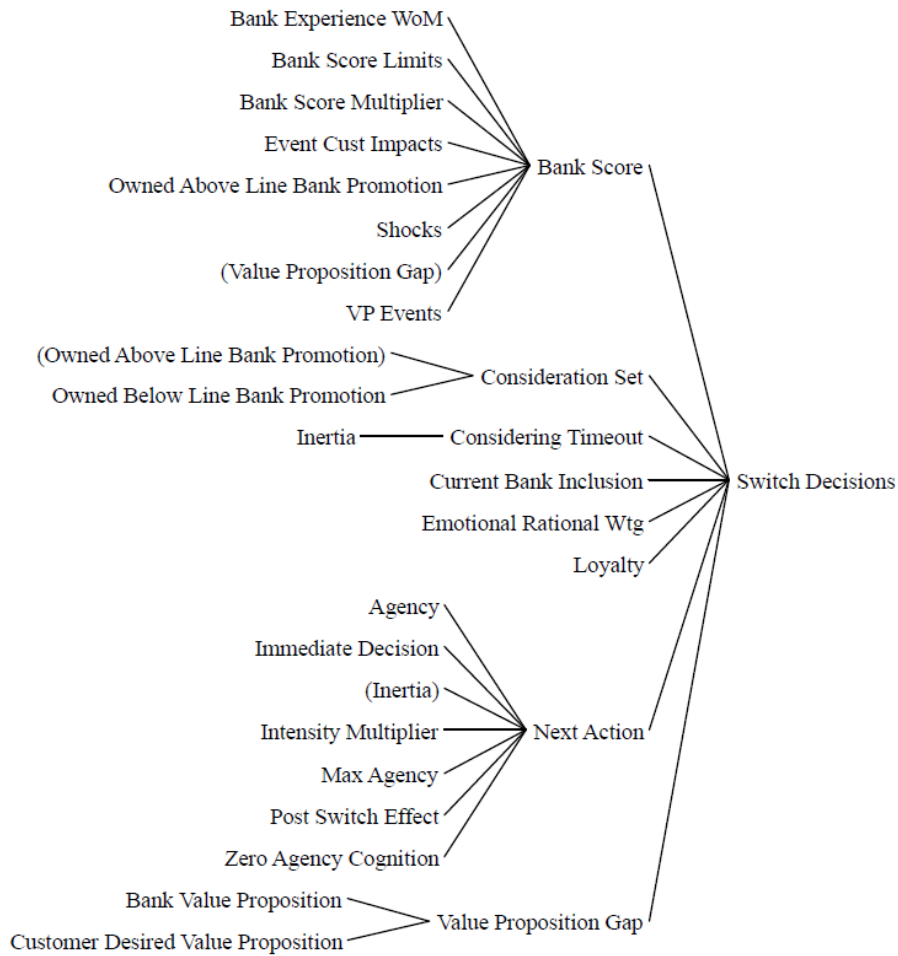 Bank Experience WoM
Bank Score Limits
Bank Score Multiplier
Event Cust Impacts
Bank Score
Owned Above Line Bank Promotion
Shocks
(Value Proposition Gap)
VP Events
(Owned Above Line Bank Promotion)
Consideration Set
Owned Below Line Bank Promotion
Inertia
Considering Timeout
Current Bank Inclusion
Switch Decisions
Emotional Rational Wtg
Loyalty
Agency
Immediate Decision
(Inertia)
Intensity Multiplier
Next Action
Max Agency
Post Switch Effect
Zero Agency Cognition
Bank Value Proposition
Value Proposition Gap
Customer Desired Value Proposition